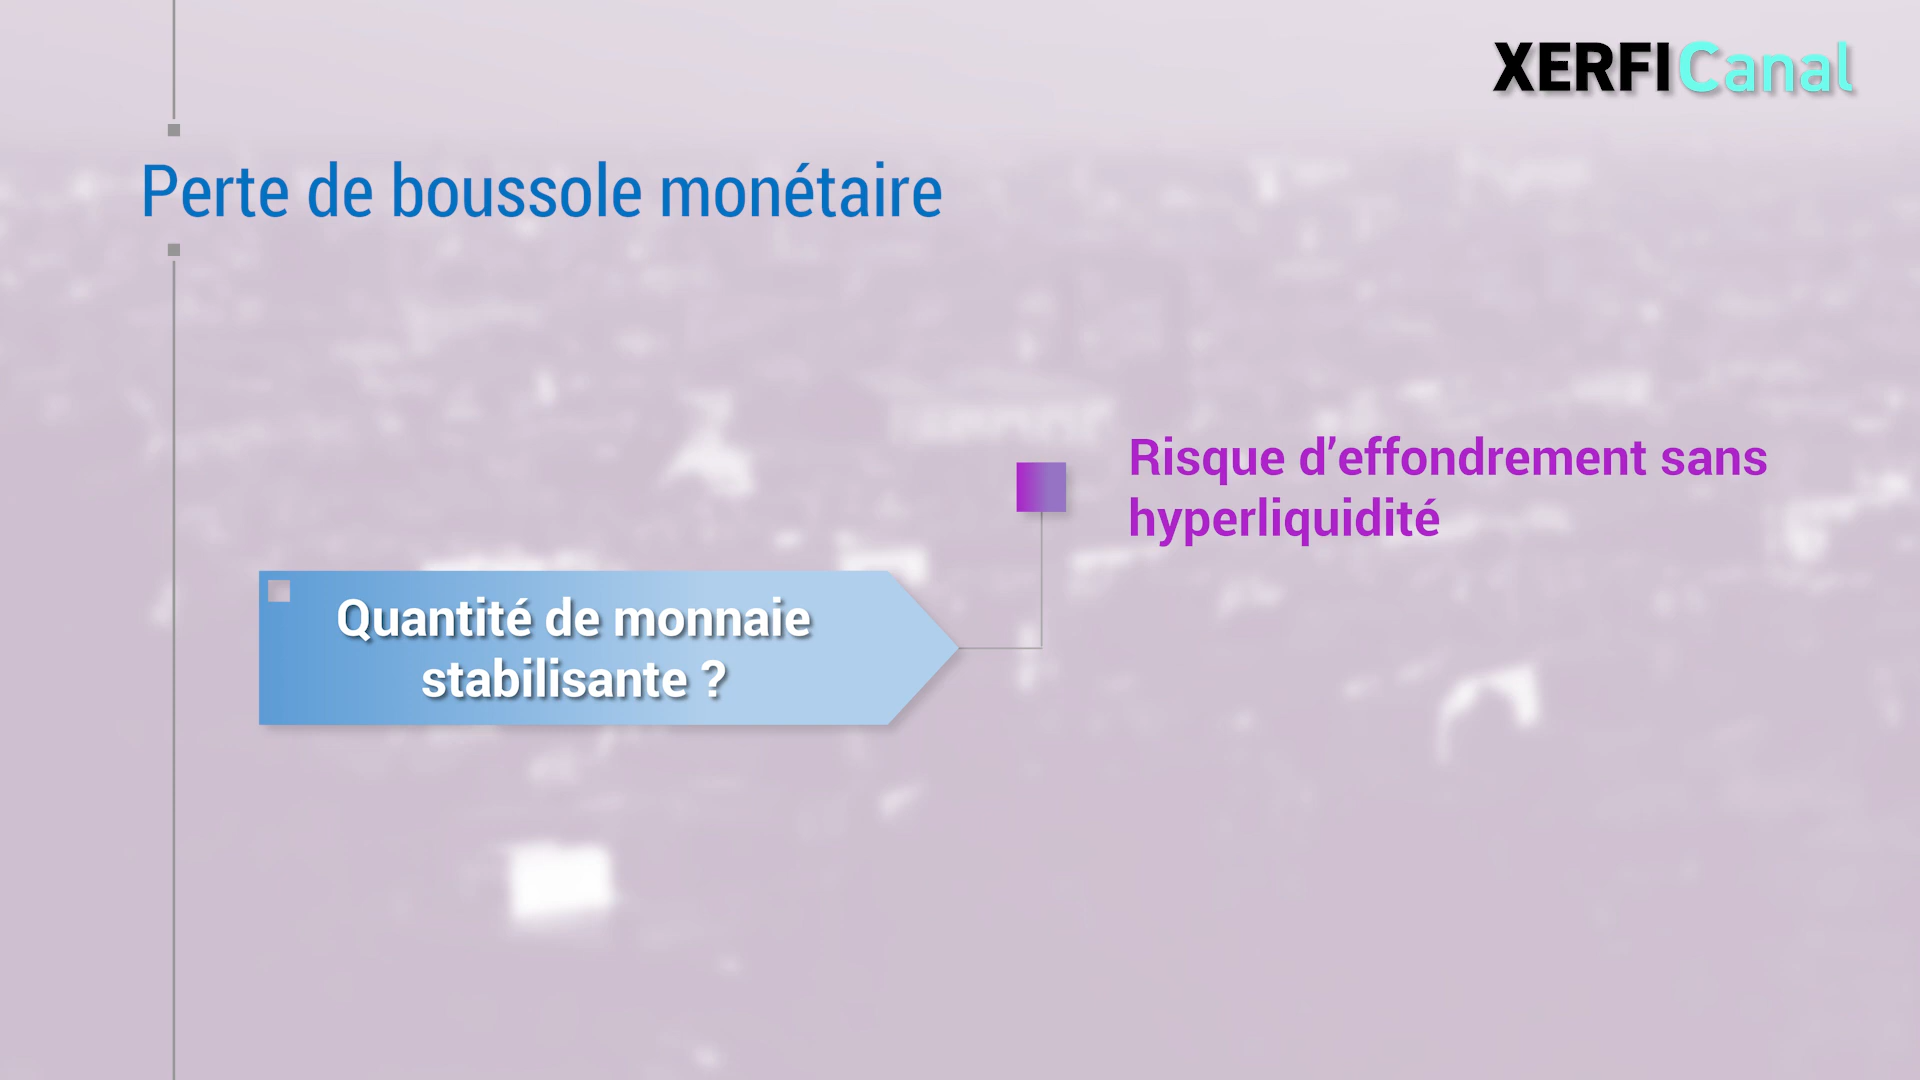 XERFI Canal
Perte de boussole monétaire
Risque d’effondrement sans
hyperliquidité
Quantité de monnaie
stabilisante ?